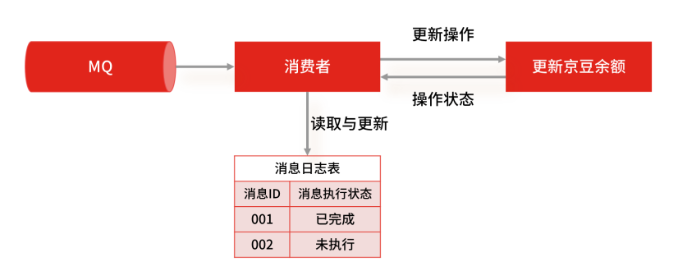 更新操作
MQ
消费者
更新京豆余额
操作状态
读取与更新
消息日志表
消息ID 消息执行状态
001 已完成
002 未执行